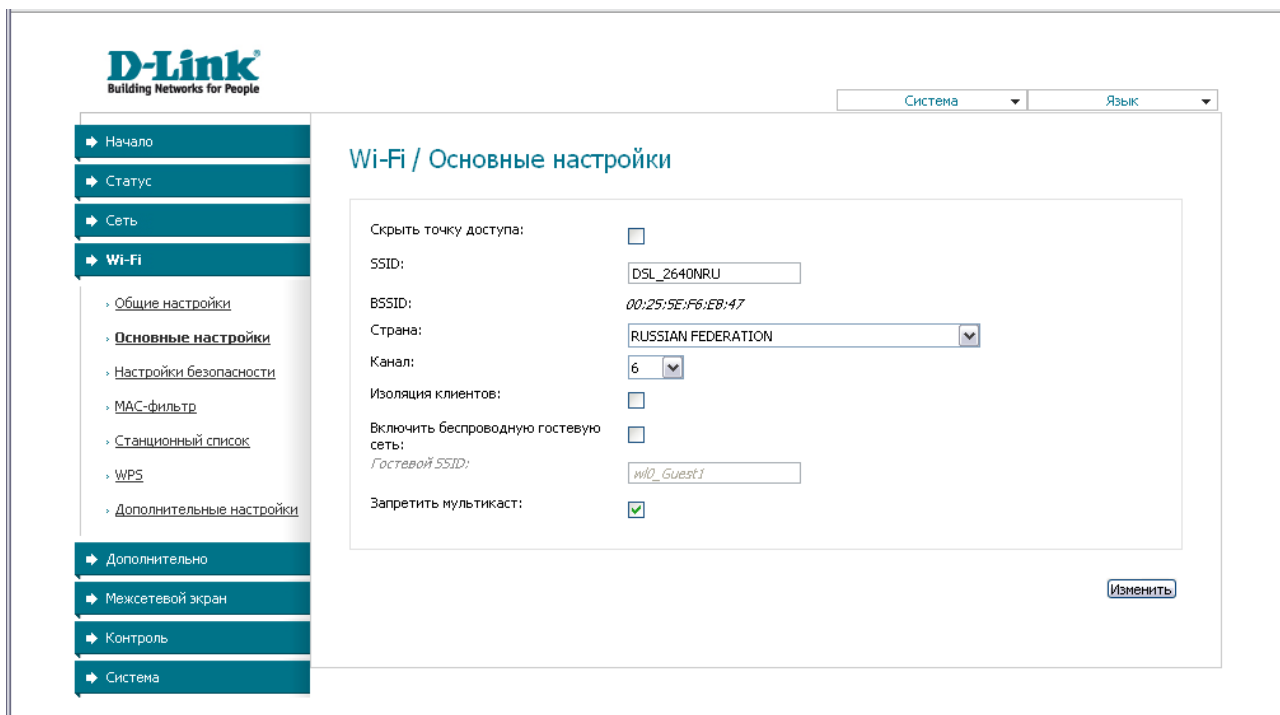 D-Link
Building Networks for People
Система
Язык
Начало
Статус
Сеть
Wi-Fi
Общие настройки
Основные настройки
Настройки безопасности
MAC-фильтр
Станционный список
WPS
Дополнительные настройки
Дополнительно
Межсетевой экран
Контроль
Система
Wi-Fi / Основные настройки
Скрыть точку доступа:
SSID:
DSL_2640NRU
BSSID:
00:25:5E:F6:EB:47
Страна:
RUSSIAN FEDERATION
Канал:
6
Изоляция клиентов:
Включить беспроводную гостевую
сеть:
Гостевой SSID:
wl0_Guest1
Запретить мультикаст:
Изменить